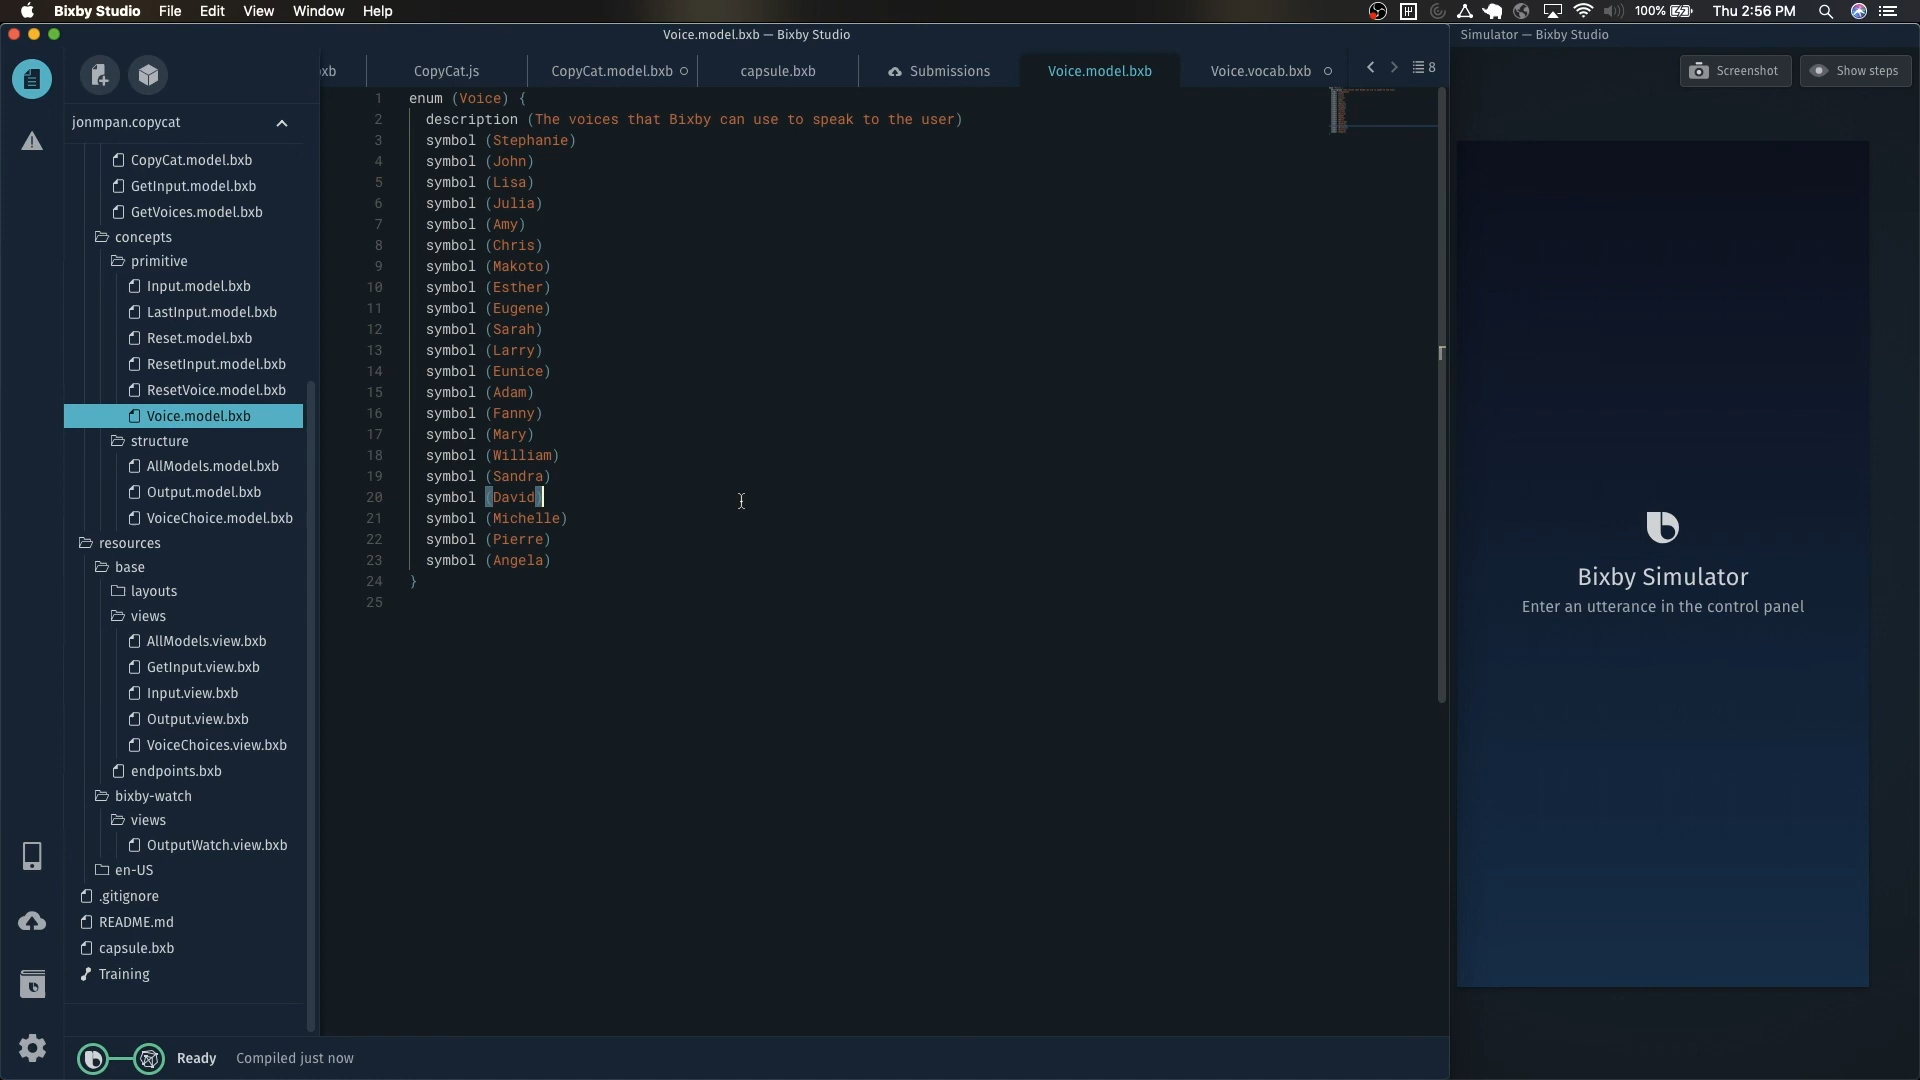 Bixby Studio File Edit View Window Help
100% Thu 2:56 PM
Voice.model.bxb — Bixby Studio
Simulator — Bixby Studio
xb CopyCat.js CopyCat.model.bxb capsule.bxb Submissions Voice.model.bxb Voice.vocab.bxb 8
Screenshot Show steps
jonmpan.copycat
CopyCat.model.bxb
GetInput.model.bxb
GetVoices.model.bxb
concepts
primitive
Input.model.bxb
LastInput.model.bxb
Reset.model.bxb
ResetInput.model.bxb
ResetVoice.model.bxb
Voice.model.bxb
structure
AllModels.model.bxb
Output.model.bxb
VoiceChoice.model.bxb
resources
base
layouts
views
AllModels.view.bxb
GetInput.view.bxb
Input.view.bxb
Output.view.bxb
VoiceChoices.view.bxb
endpoints.bxb
bixby-watch
views
OutputWatch.view.bxb
en-US
.gitignore
README.md
capsule.bxb
Training
1 enum (Voice) {
2 description (The voices that Bixby can use to speak to the user)
3 symbol (Stephanie)
4 symbol (John)
5 symbol (Lisa)
6 symbol (Julia)
7 symbol (Amy)
8 symbol (Chris)
9 symbol (Makoto)
10 symbol (Esther)
11 symbol (Eugene)
12 symbol (Sarah)
13 symbol (Larry)
14 symbol (Eunice)
15 symbol (Adam)
16 symbol (Fanny)
17 symbol (Mary)
18 symbol (William)
19 symbol (Sandra)
20 symbol (David)
21 symbol (Michelle)
22 symbol (Pierre)
23 symbol (Angela)
24 }
25
Bixby Simulator
Enter an utterance in the control panel
Ready Compiled just now